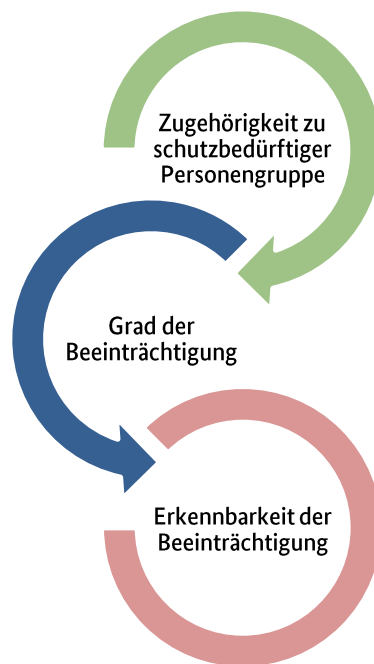 Zugehörigkeit zu
schutzbedürftiger
Personengruppe
Grad der
Beeinträchtigung
Erkennbarkeit der
Beeinträchtigung